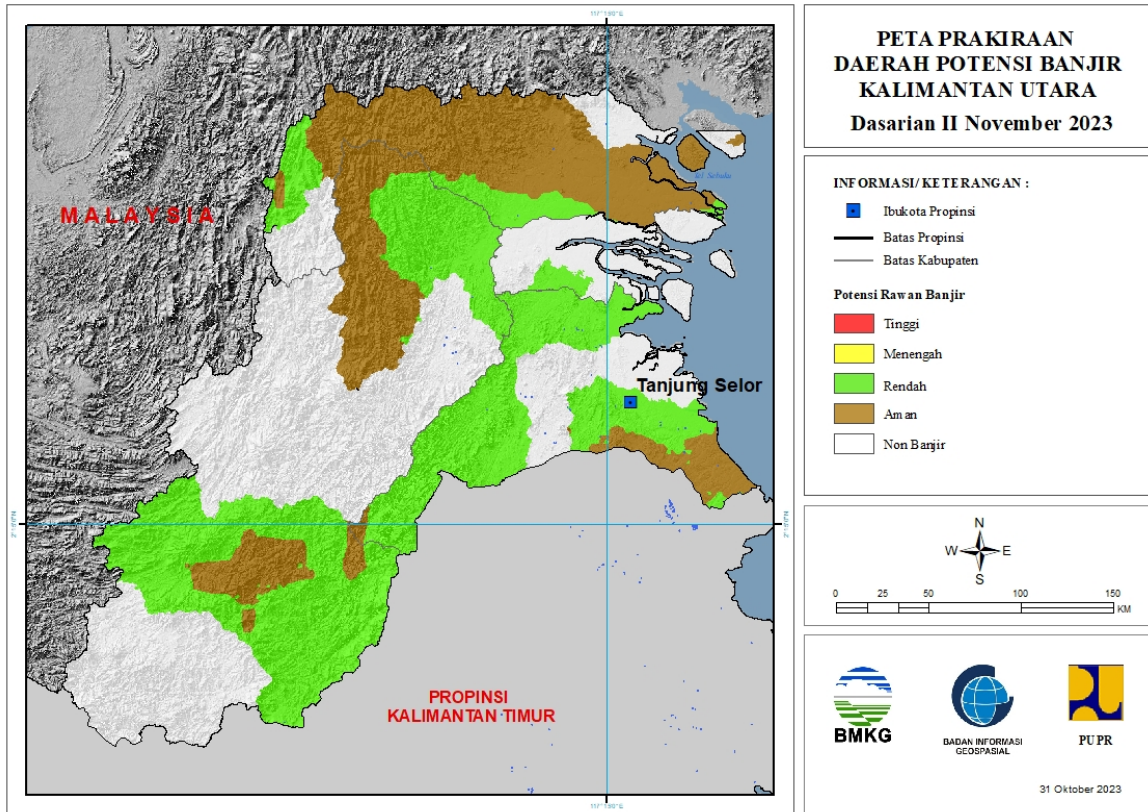 PETA PRAKIRAAN
DAERAH POTENSI BANJIR
KALIMANTAN UTARA
Dasarian II November 2023
INFORMASI/ KETERANGAN :
Ibukota Propinsi
Batas Propinsi
Batas Kabupaten
Potensi Rawan Banjir
Tinggi
Menengah
Rendah
Aman
Non Banjir
N
W E
S
0 25 50 100 150
KM
BMKG
BADAN INFORMASI
GEOSPASIAL
PUPR
31 Oktober 2023
MALAYSIA
Tel Sebula
Tanjung Selor
PROPINSI
KALIMANTAN TIMUR